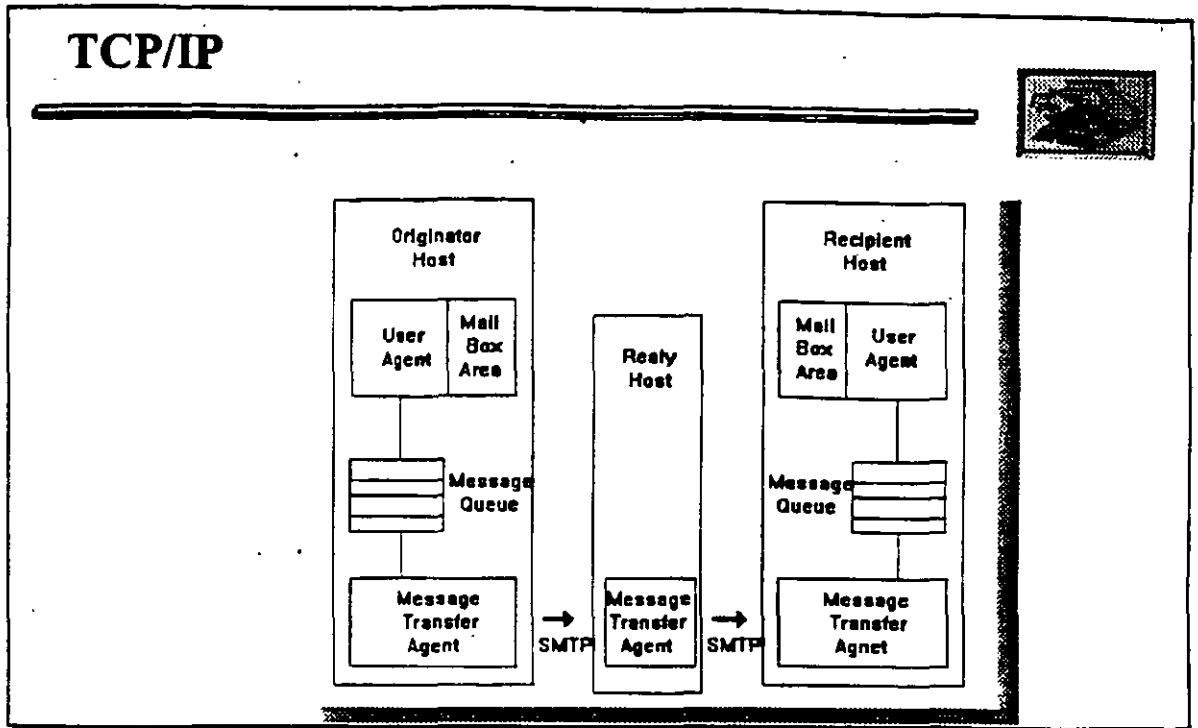 TCP/IP
Originator
Host
User
Agent
Mail
Box
Area
Message
Queue
Message
Transfer
Agent
SMTP
Realy
Host
Message
Transfer
Agent
SMTP
Recipient
Host
Mail
Box
Area
User
Agent
Message
Queue
Message
Transfer
Agnet